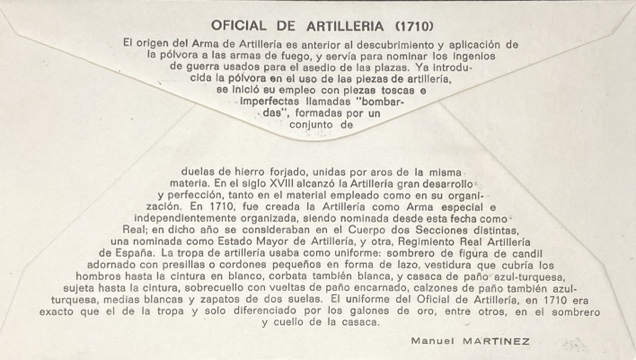 OFICIAL DE ARTILLERIA (1710)
El origen del Arma de Artillería es anterior al descubrimiento y aplicación de
la pólvora a las armas de fuego, y servía para nominar los ingenios
de guerra usados para el asedio de las plazas. Ya introdu-
cida la pólvora en el uso de las piezas de artillería,
se inició su empleo con piezas toscas e
imperfectas llamadas "bombar-
das", formadas por un
conjunto de
duelas de hierro forjado, unidas por aros de la misma
materia. En el siglo XVIII alcanzó la Artillería gran desarrollo
y perfección, tanto en el material empleado como en su organi-
zación. En 1710, fue creada la Artillería como Arma especial e
independientemente organizada, siendo nominada desde esta fecha como
Real; en dicho año se consideraban en el Cuerpo dos Secciones distintas,
una nominada como Estado Mayor de Artillería, y otra, Regimiento Real Artillería
de España. La tropa de artillería usaba como uniforme: sombrero de figura de candil
adornado con presillas o cordones pequeños en forma de lazo, vestidura que cubría los
hombros hasta la cintura en blanco, corbata también blanca, y casaca de paño azul-turquesa,
sujeta hasta la cintura, sobrecuello con vueltas de paño encarnado, calzones de paño también azul-
turquesa, medias blancas y zapatos de dos suelas. El uniforme del Oficial de Artillería, en 1710 era
exacto que el de la tropa y solo diferenciado por los galones de oro, entre otros, en el sombrero
y cuello de la casaca.
Manuel MARTINEZ